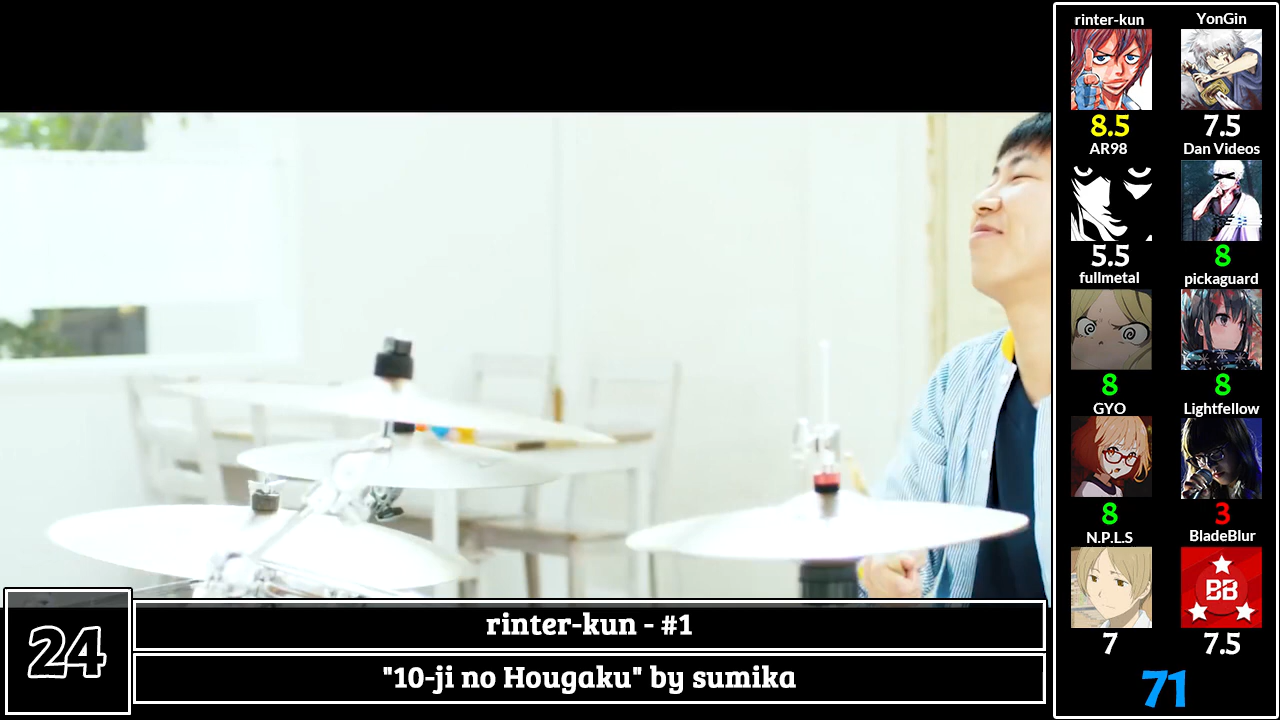 rinter-kun YonGin
8.5 7.5
AR98 Dan Videos
5.5 8
fullmetal pickaguard
8 8
GYO Lightfellow
8 3
N.P.L.S BladeBlur
BB
7 7.5
71
24
rinter-kun - #1
"10-ji no Hougaku" by sumika